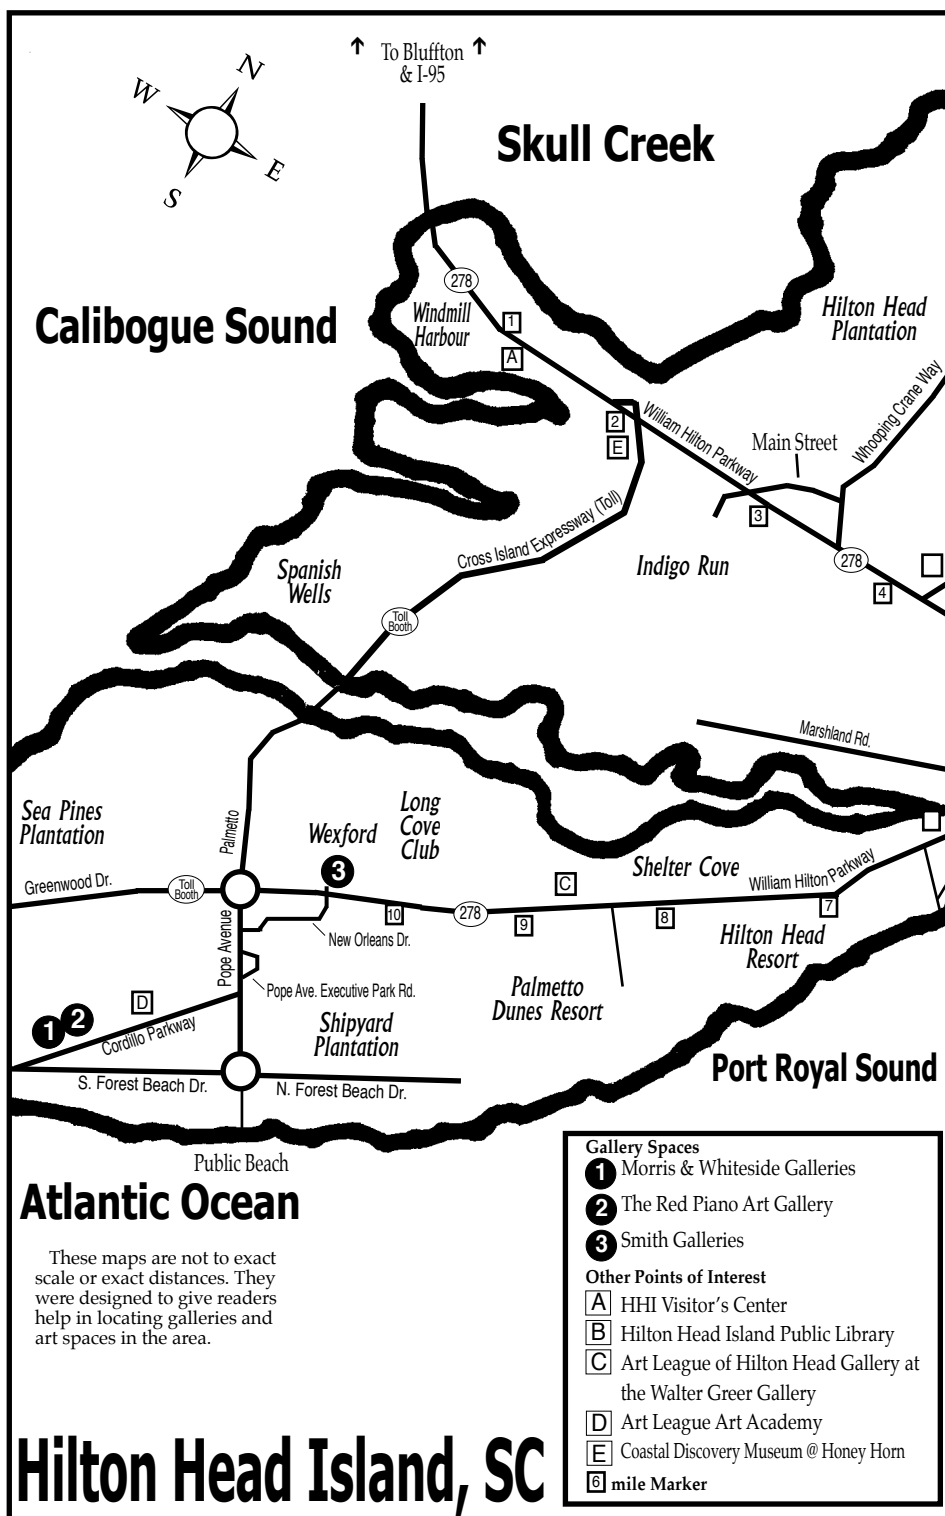 To Bluffton
& I-95
N
W
E
S
Skull Creek
278
Calibogue Sound
Windmill
Harbour
1
A
Hilton Head
Plantation
2
E
William Hilton Parkway
Main Street
Whooping Crane Way
3
Cross Island Expressway (Toll)
Indigo Run
278
4
Spanish
Wells
Toll
Booth
Marshland Rd.
Sea Pines
Plantation
Palmetto
Wexford
Long
Cove
Club
3
Shelter Cove
William Hilton Parkway
Greenwood Dr.
Toll
Booth
C
10
278
9
8
7
Pope Avenue
New Orleans Dr.
Hilton Head
Resort
Pope Ave. Executive Park Rd.
Palmetto
Dunes Resort
D
1
2
Cordillo Parkway
Shipyard
Plantation
Port Royal Sound
S. Forest Beach Dr.
N. Forest Beach Dr.
Public Beach
Atlantic Ocean
These maps are not to exact
scale or exact distances. They
were designed to give readers
help in locating galleries and
art spaces in the area.
Gallery Spaces
1 Morris & Whiteside Galleries
2 The Red Piano Art Gallery
3 Smith Galleries
Other Points of Interest
A HHI Visitor's Center
B Hilton Head Island Public Library
C Art League of Hilton Head Gallery at
the Walter Greer Gallery
D Art League Art Academy
E Coastal Discovery Museum @ Honey Horn
6 mile Marker
Hilton Head Island, SC